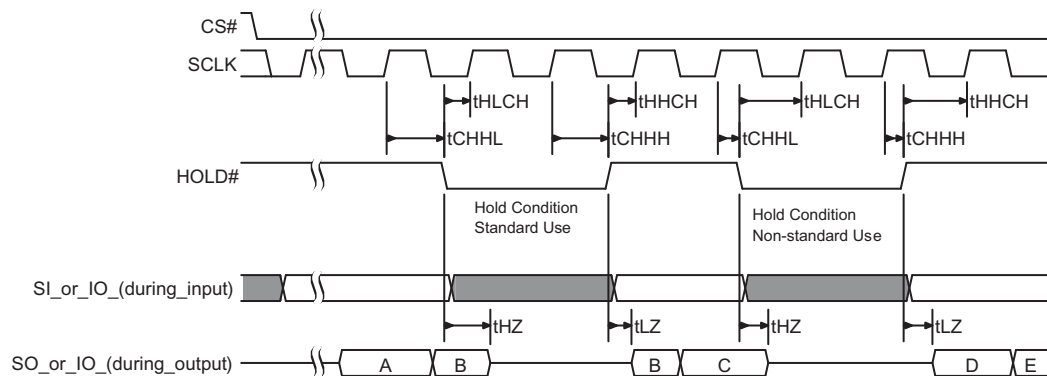 CS#
SCLK
tHLCH tHHCH tHLCH tHHCH
tCHHL tCHHH tCHHL tCHHH
HOLD#
Hold Condition
Standard Use
Hold Condition
Non-standard Use
SI_or_IO_(during_input)
tHZ tLZ tHZ tLZ
SO_or_IO_(during_output) A B B C D E